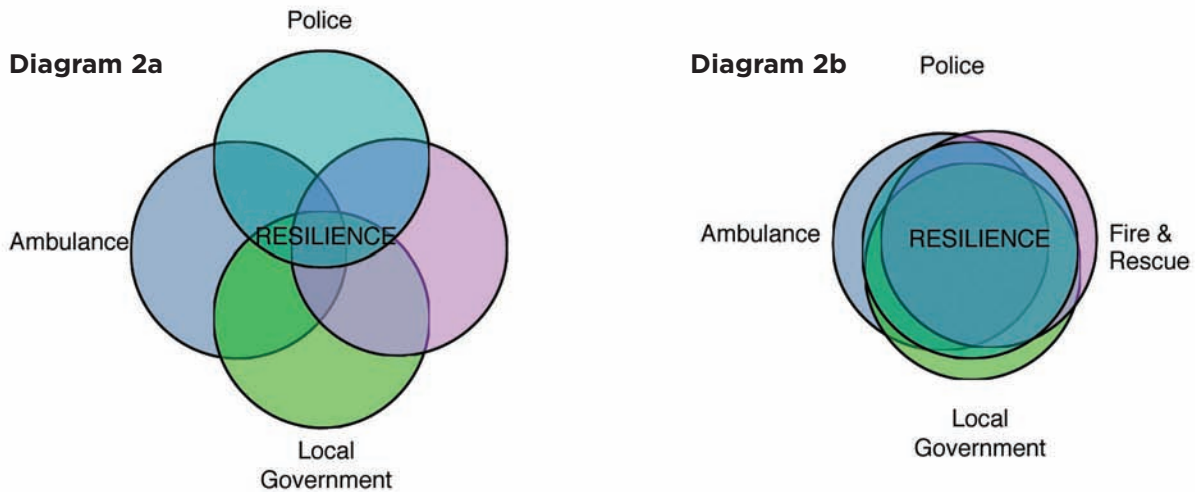 Diagram 2a
Police
Ambulance
RESILIENCE
Local
Government
Diagram 2b
Police
Ambulance
RESILIENCE
Fire &
Rescue
Local
Government